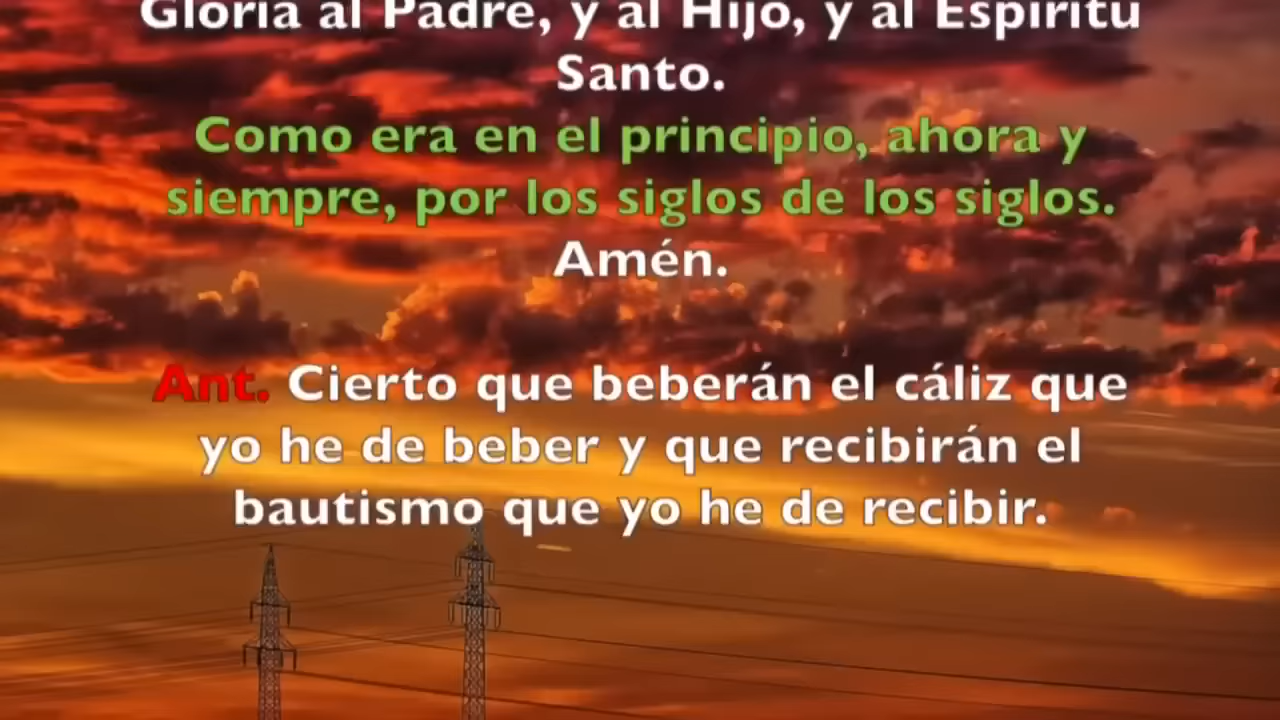 Gloria al Padre, y al Hijo, y al Espíritu
Santo.
Como era en el principio, ahora y
siempre, por los siglos de los siglos.
Amén.
Ant. Cierto que beberán el cáliz que
yo he de beber y que recibirán el
bautismo que yo he de recibir.